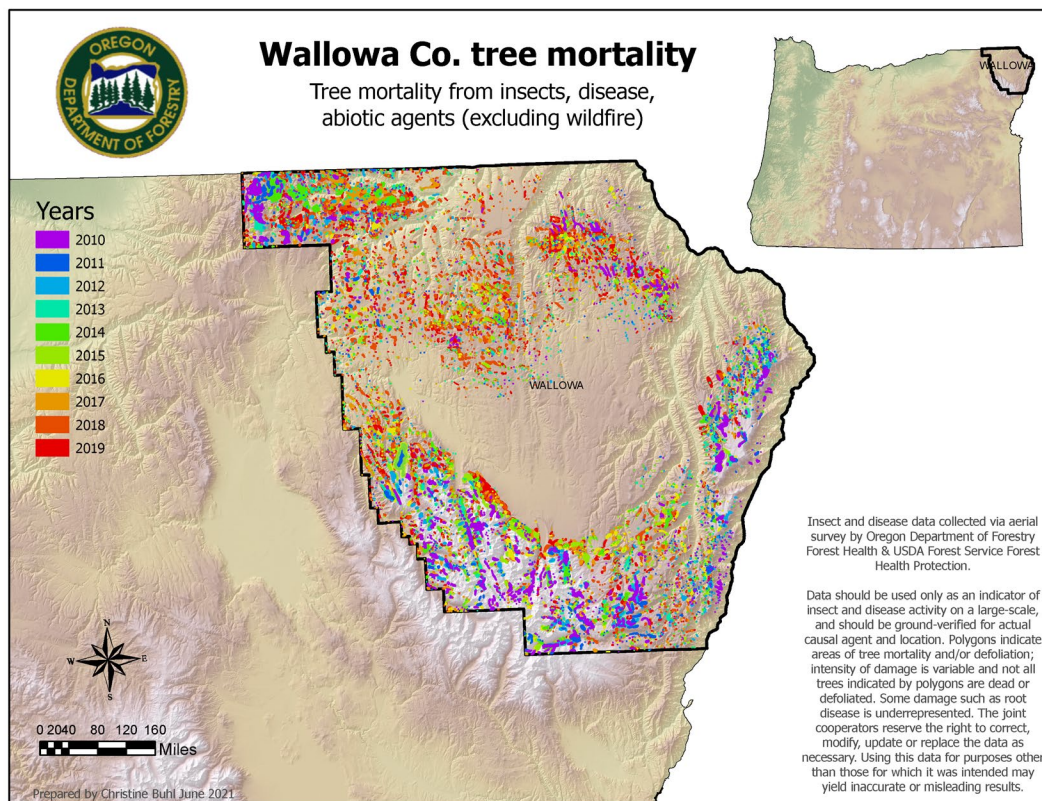 OREGON
DEPARTMENT OF FORESTRY
Wallowa Co. tree mortality
Tree mortality from insects, disease,
abiotic agents (excluding wildfire)
WALLOWA
Years
2010
2011
2012
2013
2014
2015
2016
2017
2018
2019
WALLOWA
N
W E
S
0 20 40 80 120 160
Miles
Prepared by Christine Buhl June 2021
Insect and disease data collected via aerial
survey by Oregon Department of Forestry
Forest Health & USDA Forest Service Forest
Health Protection.
Data should be used only as an indicator of
insect and disease activity on a large-scale,
and should be ground-verified for actual
causal agent and location. Polygons indicate
areas of tree mortality and/or defoliation;
intensity of damage is variable and not all
trees indicated by polygons are dead or
defoliated. Some damage such as root
disease is underrepresented. The joint
cooperators reserve the right to correct,
modify, update or replace the data as
necessary. Using this data for purposes other
than those for which it was intended may
yield inaccurate or misleading results.